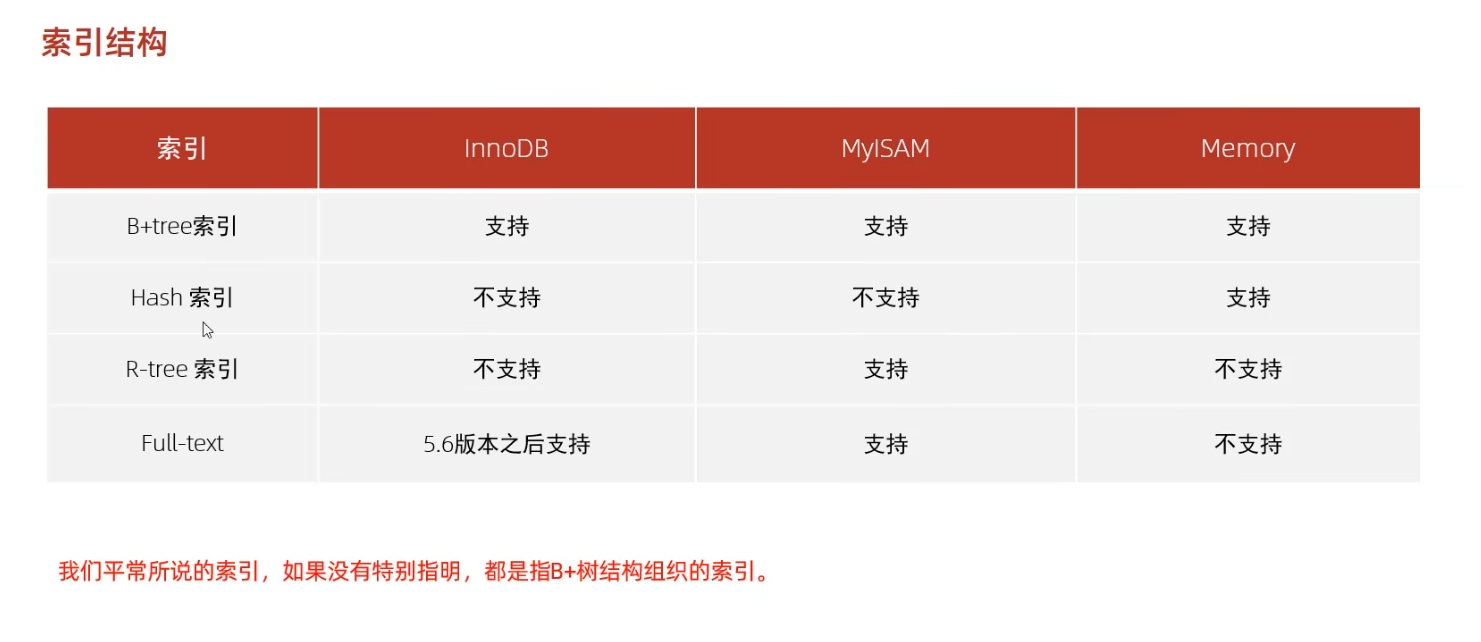 索引结构
索引 InnoDB MyISAM Memory
B+tree索引 支持 支持 支持
Hash 索引 不支持 不支持 支持
R-tree 索引 不支持 支持 不支持
Full-text 5.6版本之后支持 支持 不支持
我们平常所说的索引，如果没有特别指明，都是指B+树结构组织的索引。